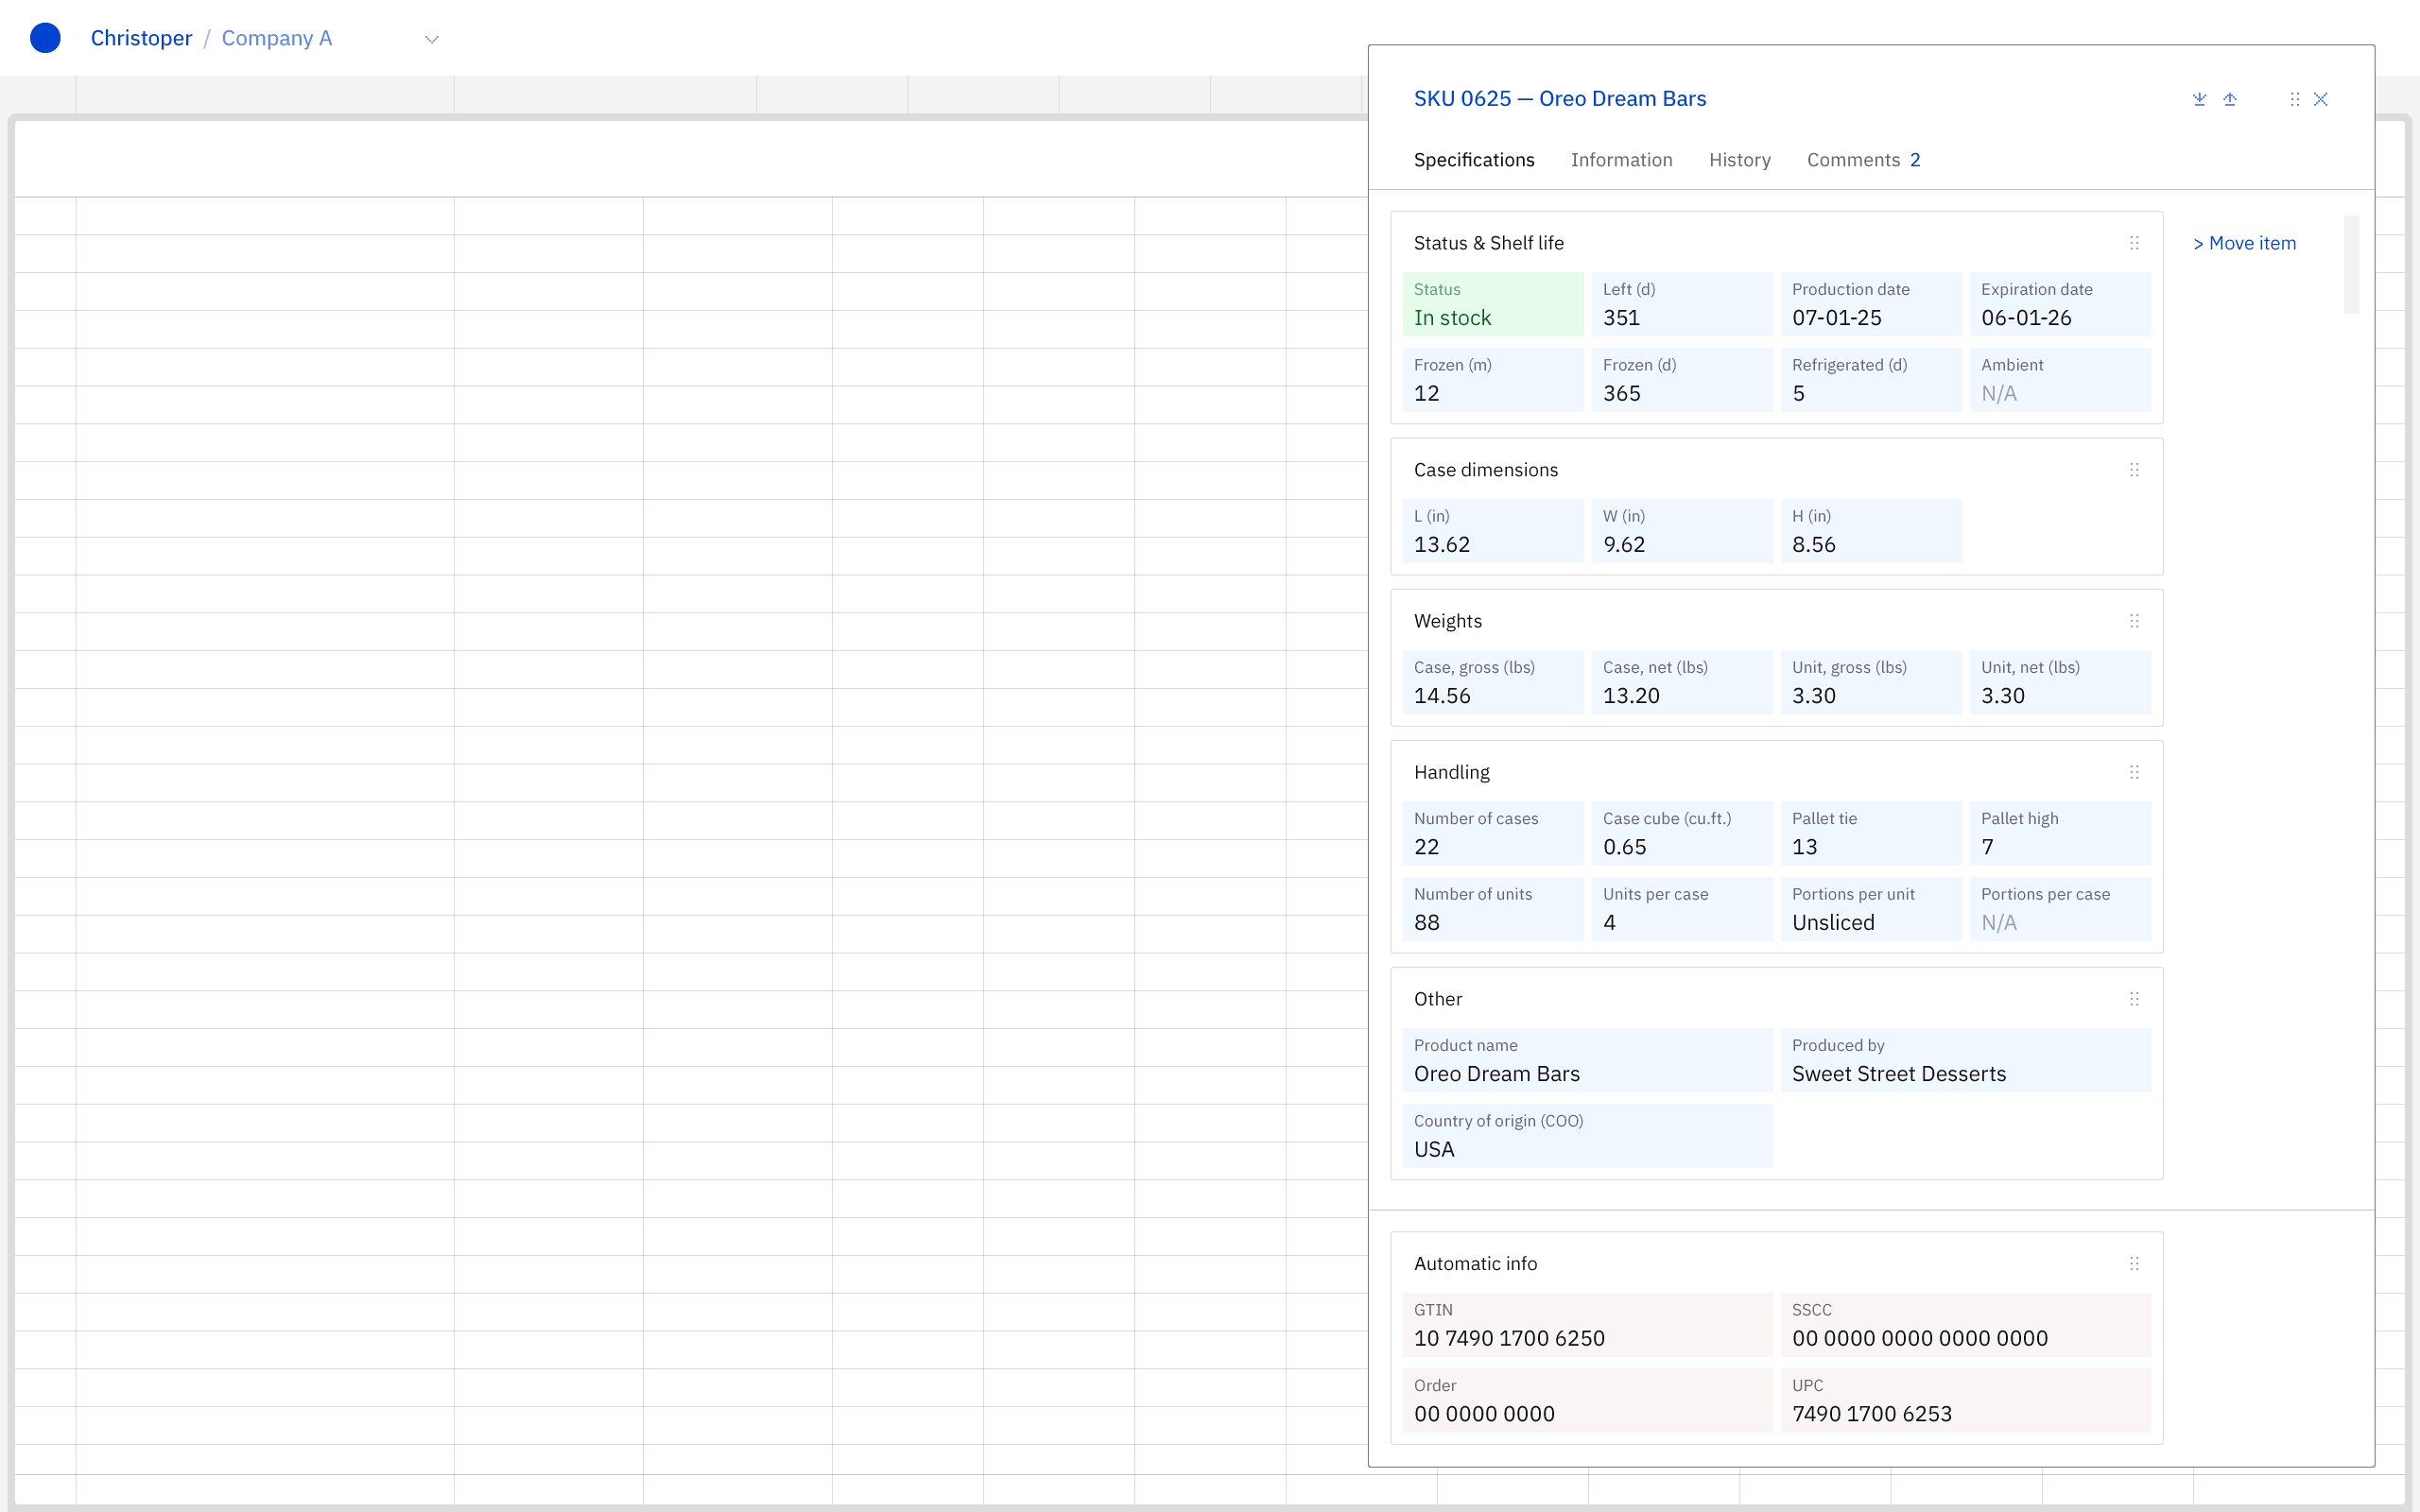 Christoper / Company A
SKU 0625 — Oreo Dream Bars
Specifications Information History Comments 2
Status & Shelf life
> Move item
Status Left (d) Production date Expiration date
In stock 351 07-01-25 06-01-26
Frozen (m) Frozen (d) Refrigerated (d) Ambient
12 365 5 N/A
Case dimensions
L (in) W (in) H (in)
13.62 9.62 8.56
Weights
Case, gross (lbs) Case, net (lbs) Unit, gross (lbs) Unit, net (lbs)
14.56 13.20 3.30 3.30
Handling
Number of cases Case cube (cu.ft.) Pallet tie Pallet high
22 0.65 13 7
Number of units Units per case Portions per unit Portions per case
88 4 Unsliced N/A
Other
Product name Produced by
Oreo Dream Bars Sweet Street Desserts
Country of origin (COO)
USA
Automatic info
GTIN SSCC
10 7490 1700 6250 00 0000 0000 0000 0000
Order UPC
00 0000 0000 7490 1700 6253